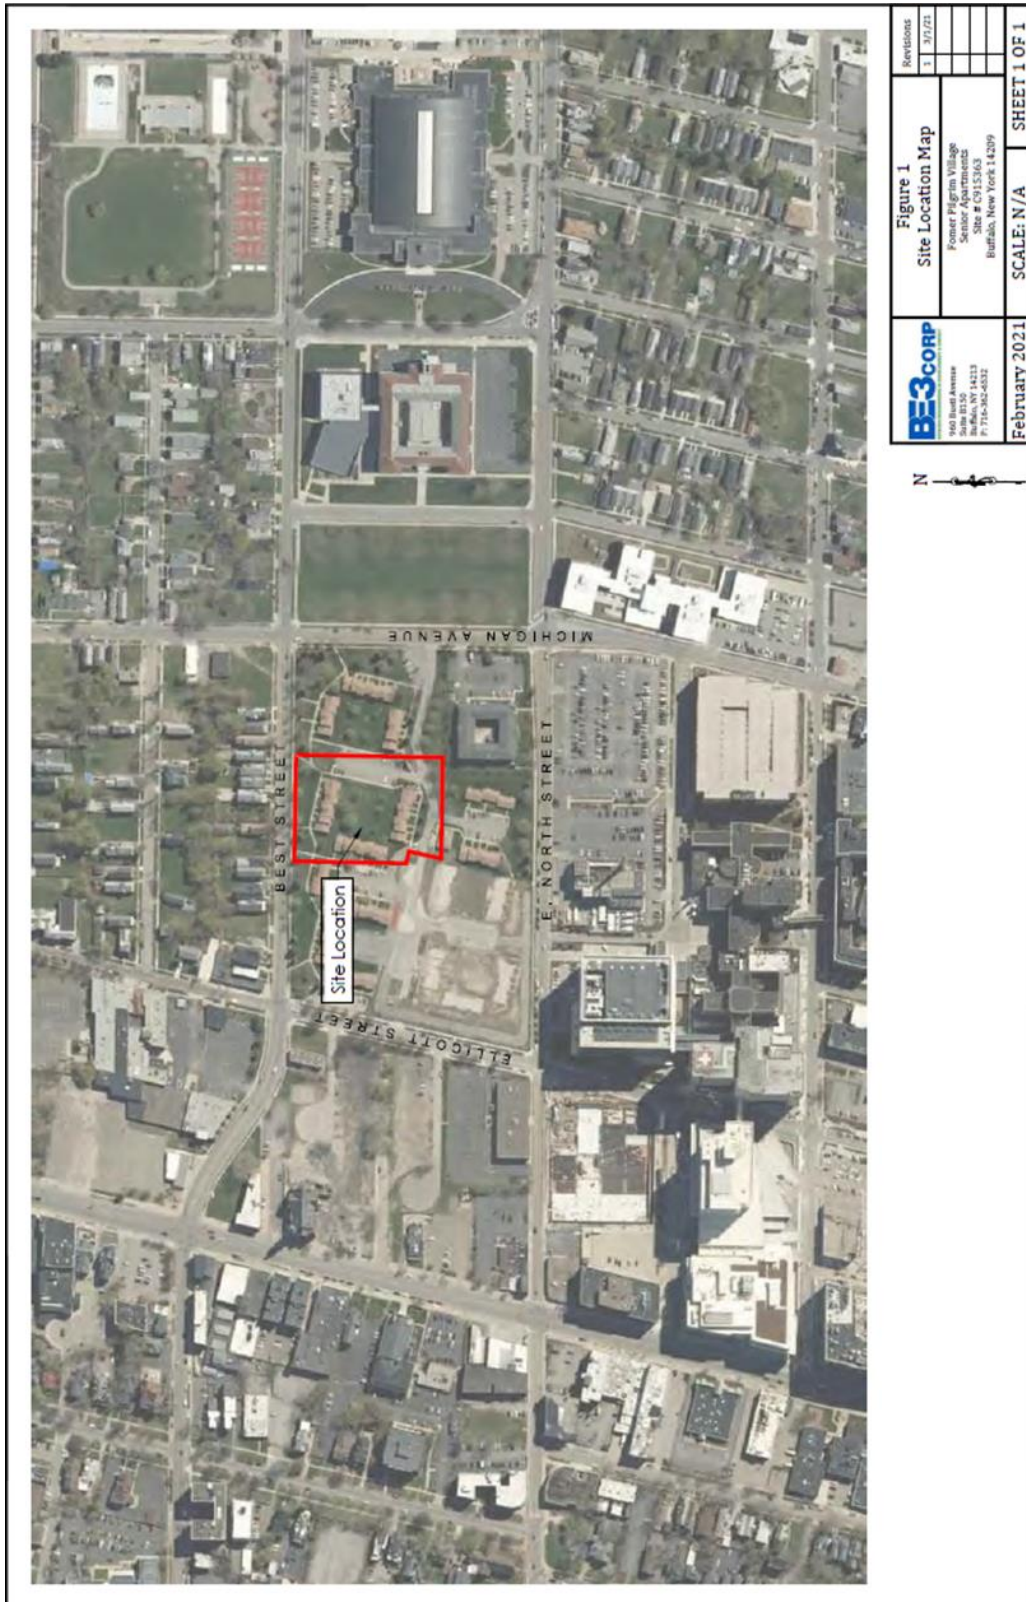 BEST STREET
MICHIGAN AVENUE
ELLICOTT STREET
E. NORTH STREET
Site Location
N
BE3CORP
960 Busti Avenue
Suite B150
Buffalo, NY 14213
P: 716-362-6532
February 2021
Figure 1
Site Location Map
Fomer Pilgrim Village
Senior Apartments
Site # C915363
Buffalo, New York 14209
SCALE: N/A
Revisions
1 3/1/21
SHEET 1 OF 1